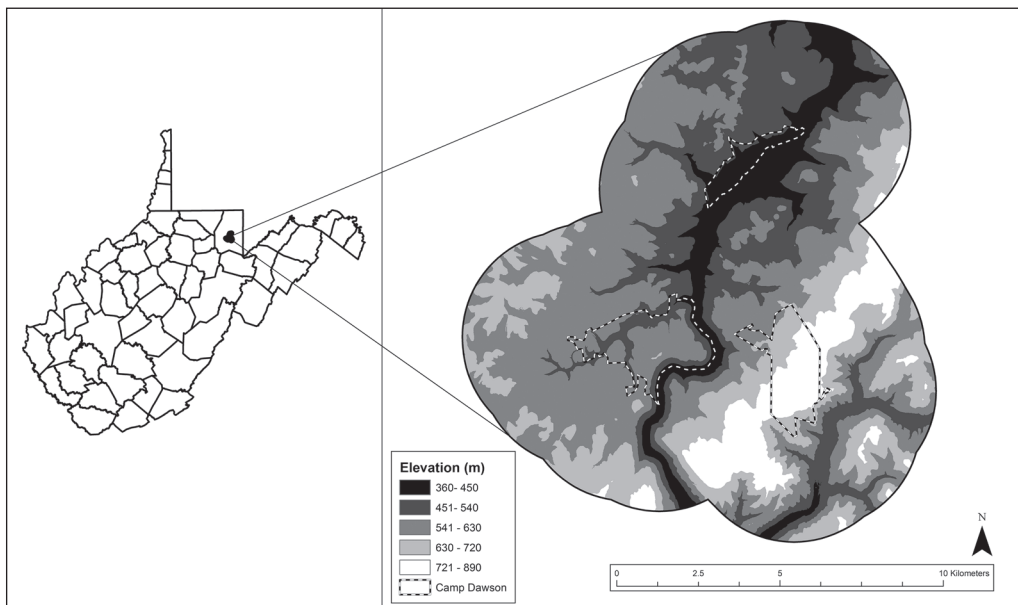 Elevation (m)
360- 450
451- 540
541 - 630
630 - 720
721 - 890
Camp Dawson
N
0 2.5 5 10 Kilometers